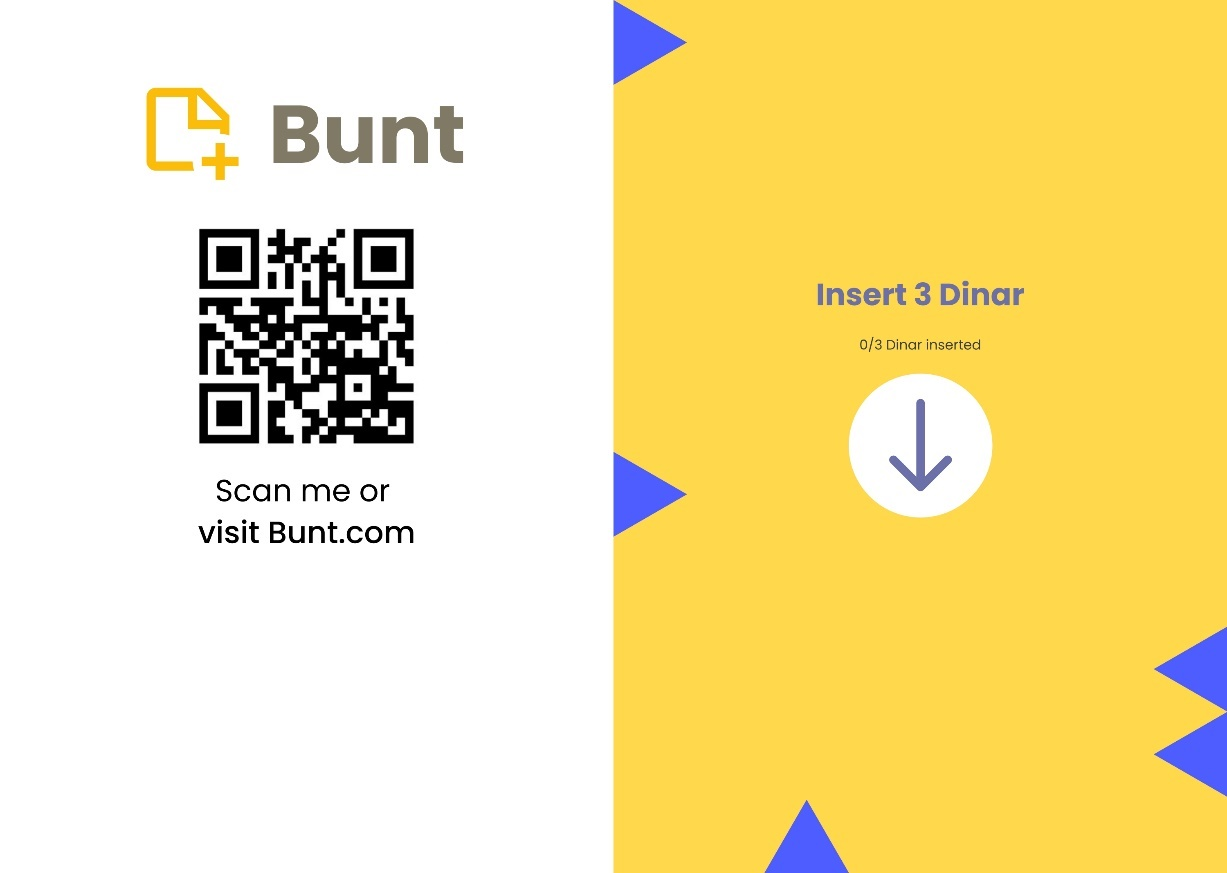 Bunt
Scan me or
visit Bunt.com
Insert 3 Dinar
0/3 Dinar inserted